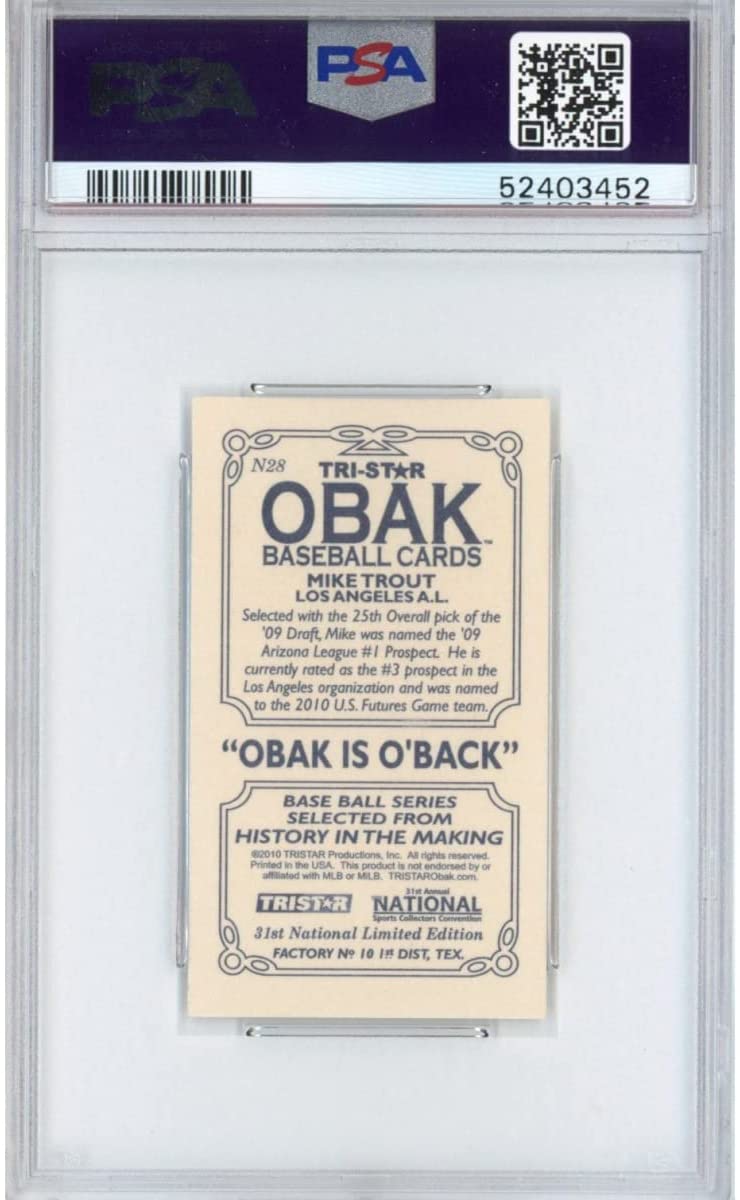 PSA
PSA
52403452
N28
TRI-STAR
OBAK™
BASEBALL CARDS
MIKE TROUT
LOS ANGELES A.L.
Selected with the 25th Overall pick of the
'09 Draft, Mike was named the '09
Arizona League #1 Prospect. He is
currently rated as the #3 prospect in the
Los Angeles organization and was named
to the 2010 U.S. Futures Game team.
“OBAK IS O'BACK”
BASE BALL SERIES
SELECTED FROM
HISTORY IN THE MAKING
©2010 TRISTAR Productions, Inc. All rights reserved.
Printed in the USA. This product is not endorsed by or
affiliated with MLB or MiLB. TRISTARObak.com.
TRISTAR
31st Annual
NATIONAL
Sports Collectors Convention
31st National Limited Edition
FACTORY Nº 10 1st DIST, TEX.